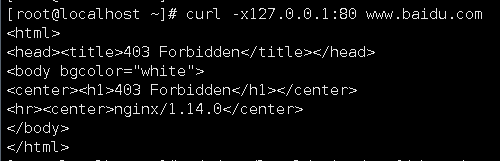 [root@localhost ~]# curl -x127.0.0.1:80 www.baidu.com
<html>
<head><title>403 Forbidden</title></head>
<body bgcolor="white">
<center><h1>403 Forbidden</h1></center>
<hr><center>nginx/1.14.0</center>
</body>
</html>